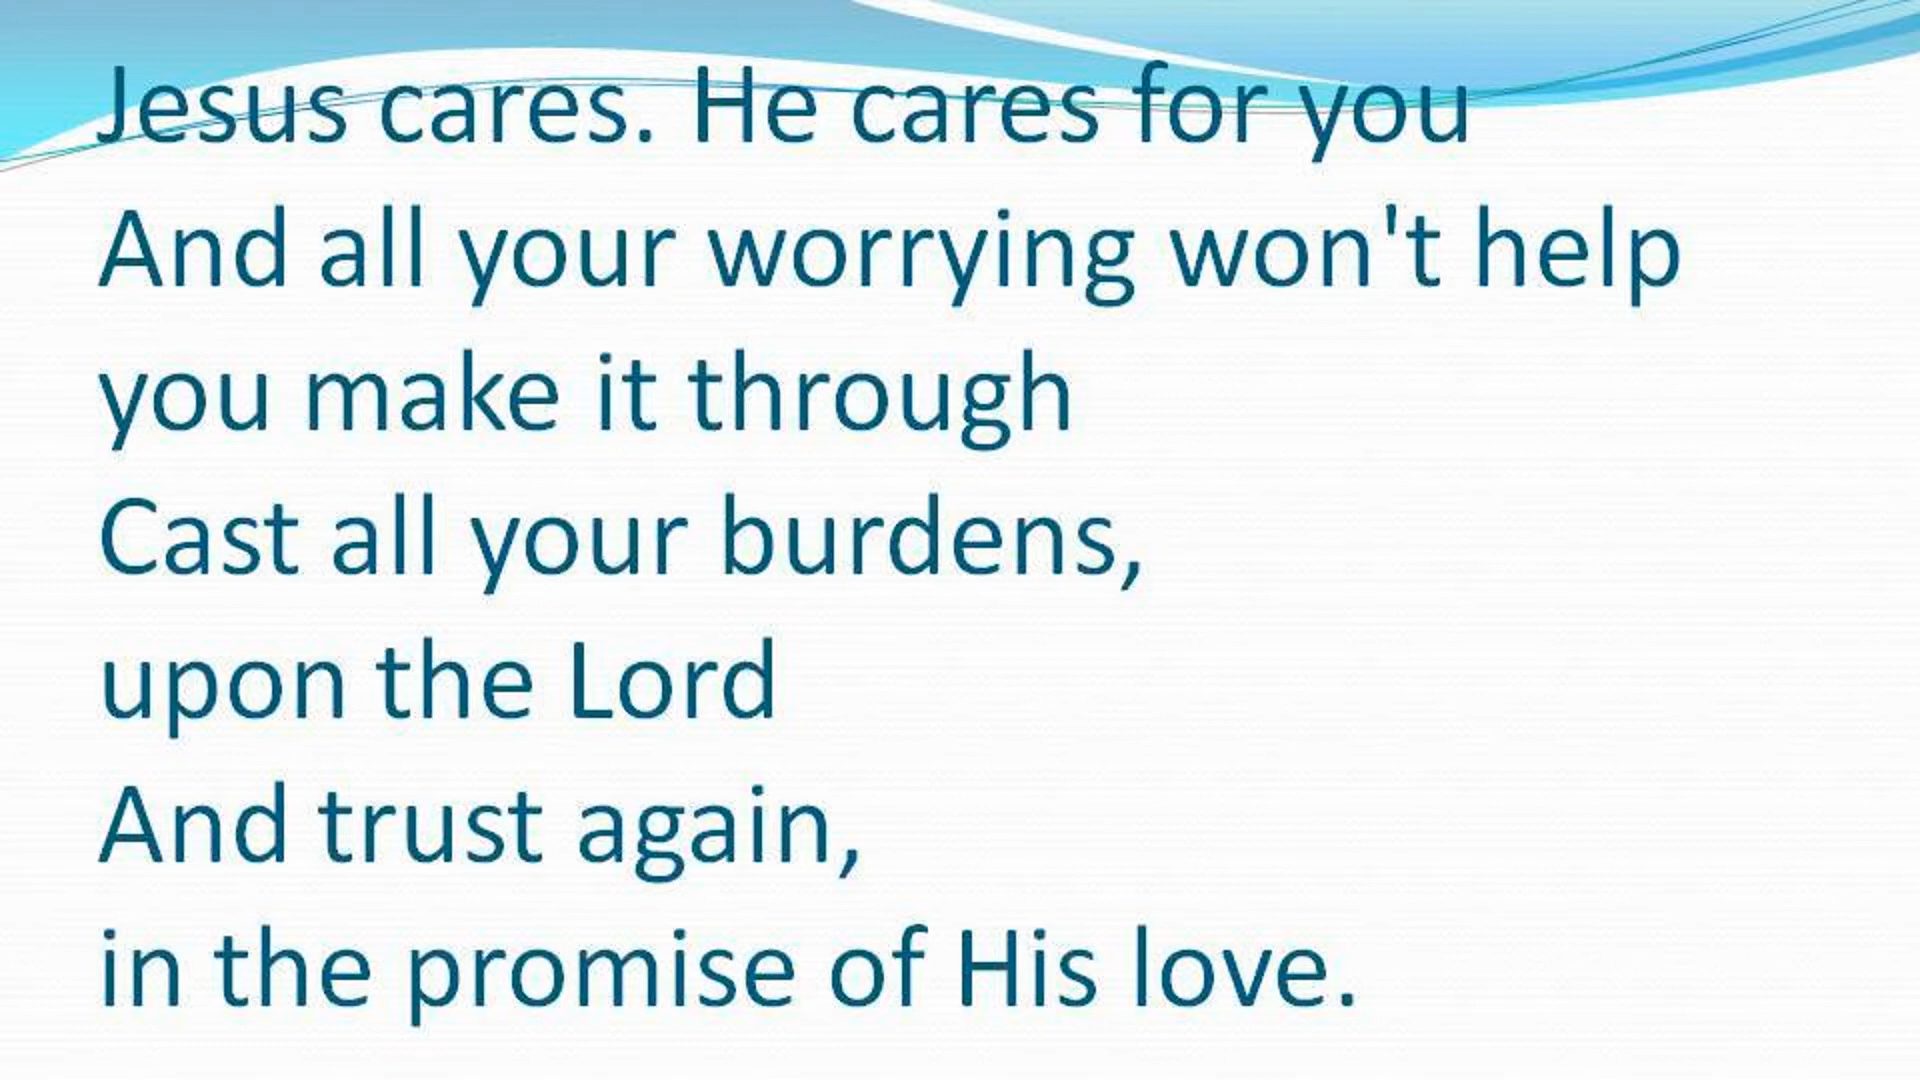 Jesus cares. He cares for you
And all your worrying won't help
you make it through
Cast all your burdens,
upon the Lord
And trust again,
in the promise of His love.